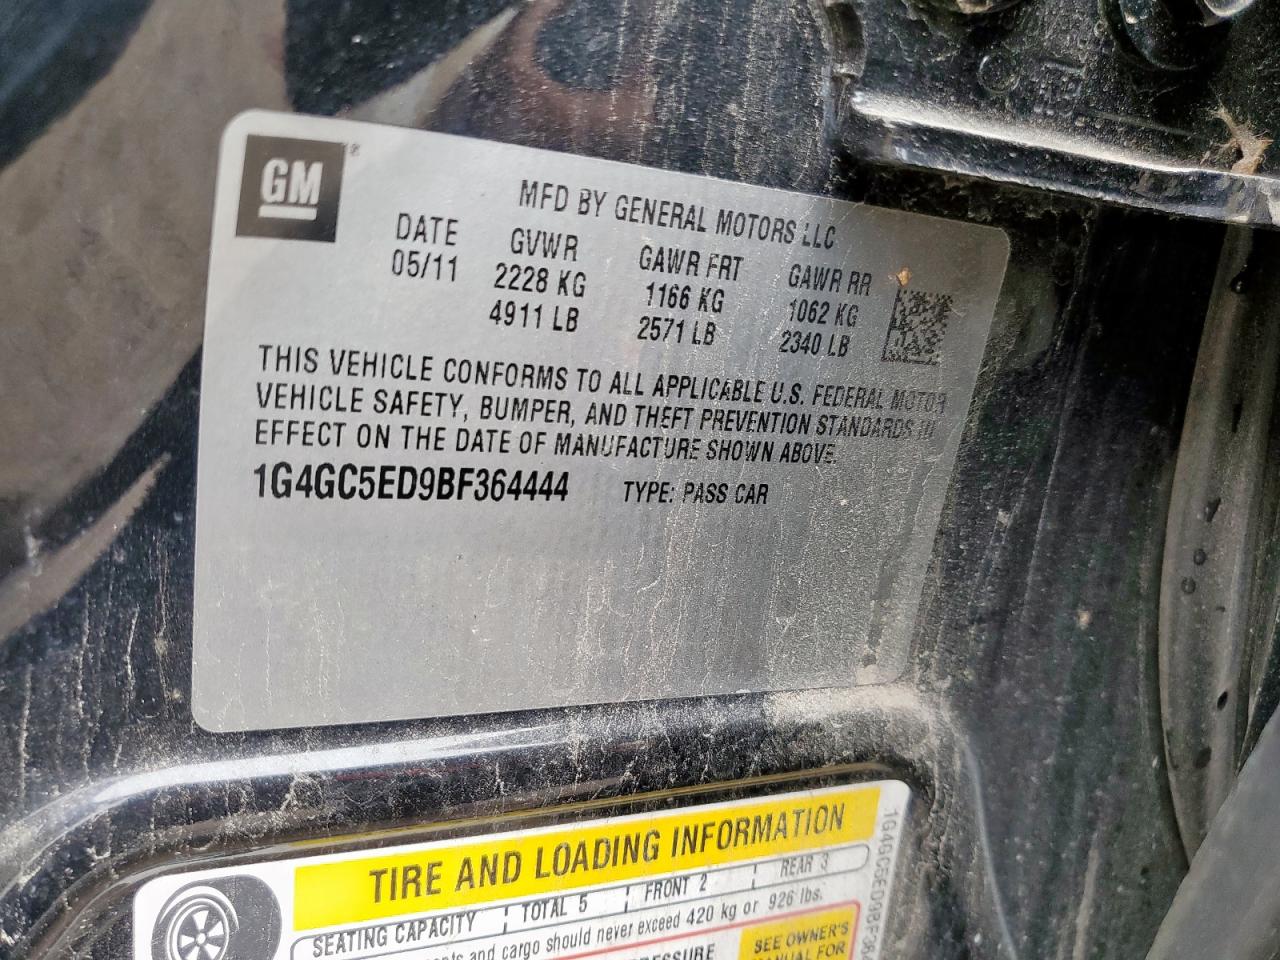 GM®
MFD BY GENERAL MOTORS LLC
DATE GVWR GAWR FRT GAWR RR
05/11 2228 KG 1166 KG 1062 KG
4911 LB 2571 LB 2340 LB
THIS VEHICLE CONFORMS TO ALL APPLICABLE U.S. FEDERAL MOTOR
VEHICLE SAFETY, BUMPER, AND THEFT PREVENTION STANDARDS IN
EFFECT ON THE DATE OF MANUFACTURE SHOWN ABOVE.
1G4GC5ED9BF364444 TYPE: PASS CAR
TIRE AND LOADING INFORMATION
SEATING CAPACITY TOTAL 5 FRONT 2 REAR 3
and cargo should never exceed 420 kg or 926 lbs.
SEE OWNER'S
MANUAL FOR